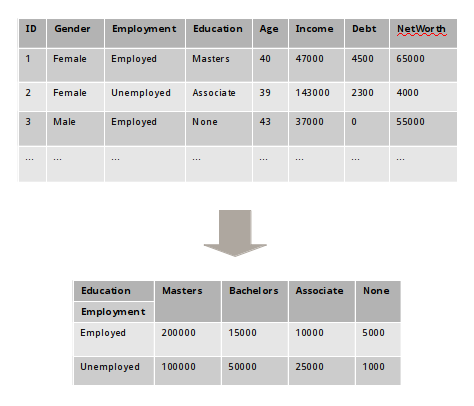 ID Gender Employment Education Age Income Debt NetWorth
1 Female Employed Masters 40 47000 4500 65000
2 Female Unemployed Associate 39 143000 2300 4000
3 Male Employed None 43 37000 0 55000
... ... ... ... ... ... ... ...
Education Masters Bachelors Associate None
Employment
Employed 200000 15000 10000 5000
Unemployed 100000 50000 25000 1000